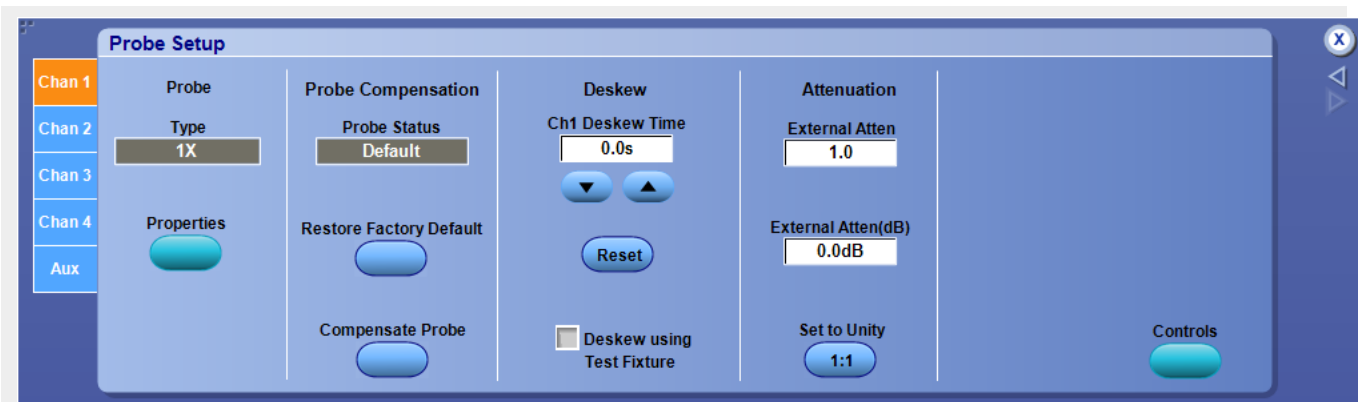 Probe Setup
X
Chan 1
Chan 2
Chan 3
Chan 4
Aux
Probe
Type
1X
Properties
Probe Compensation
Probe Status
Default
Restore Factory Default
Compensate Probe
Deskew
Ch1 Deskew Time
0.0s
Reset
Deskew using
Test Fixture
Attenuation
External Atten
1.0
External Atten(dB)
0.0dB
Set to Unity
1:1
Controls